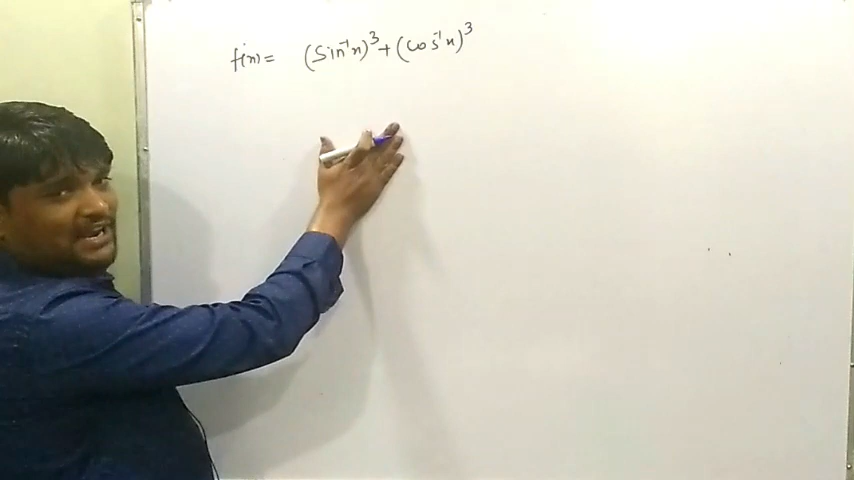 f(x) = (Sin⁻¹x)³ + (Cos⁻¹x)³